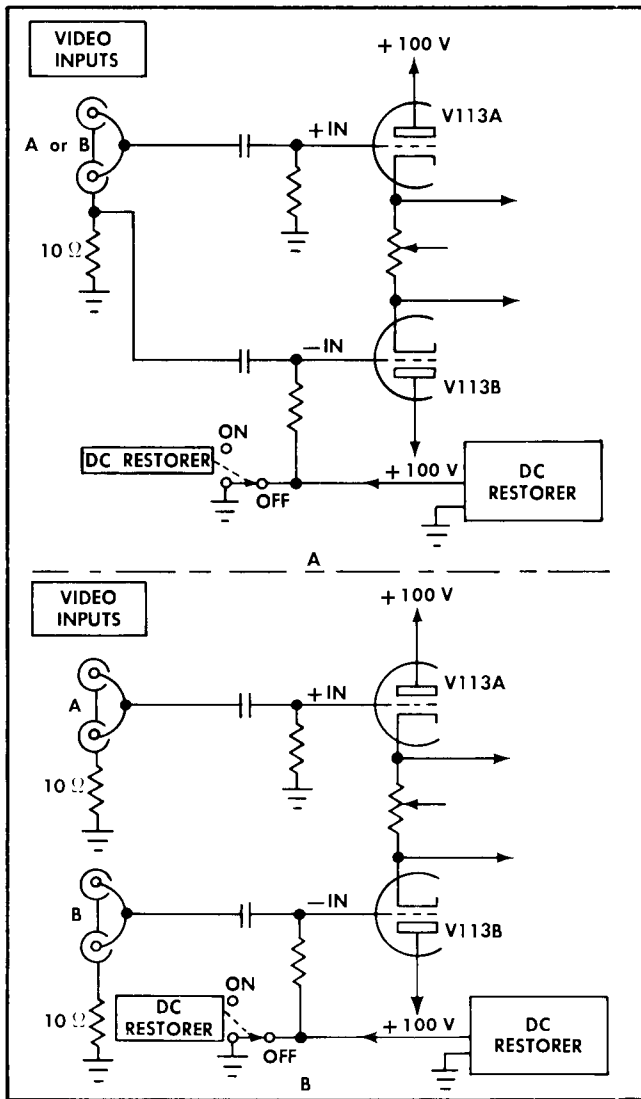 VIDEO
INPUTS
+ 100 V
V113A
A or B
+ IN
10 Ω
— IN
V113B
ON
DC RESTORER
OFF
+ 100 V
DC
RESTORER
A
VIDEO
INPUTS
+ 100 V
V113A
A
+ IN
10 Ω
B
— IN
V113B
ON
DC
RESTORER
10 Ω
OFF
+ 100 V
DC
RESTORER
B